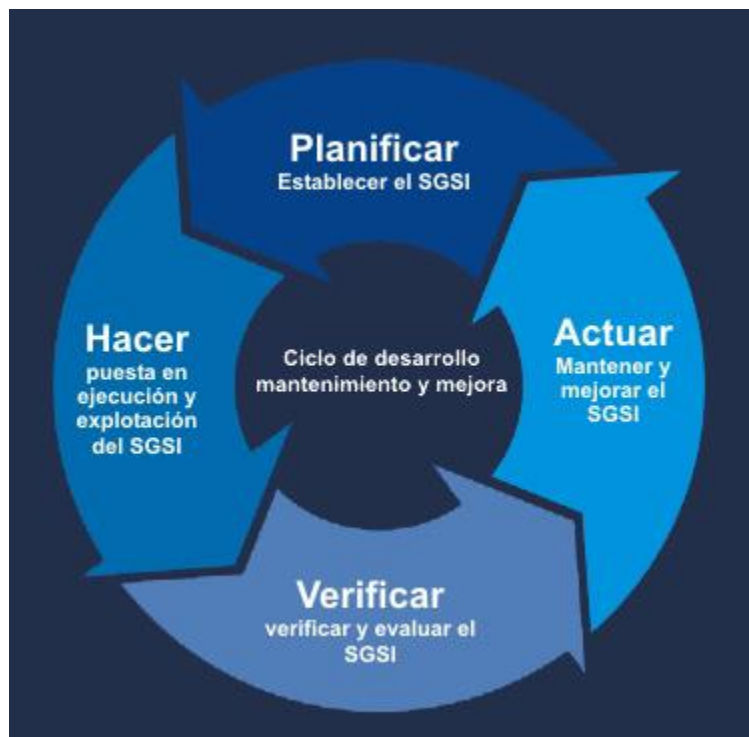 Planificar
Establecer el SGSI
Hacer
puesta en
ejecución y
explotación
del SGSI
Ciclo de desarrollo
mantenimiento y mejora
Actuar
Mantener y
mejorar el
SGSI
Verificar
verificar y evaluar el
SGSI